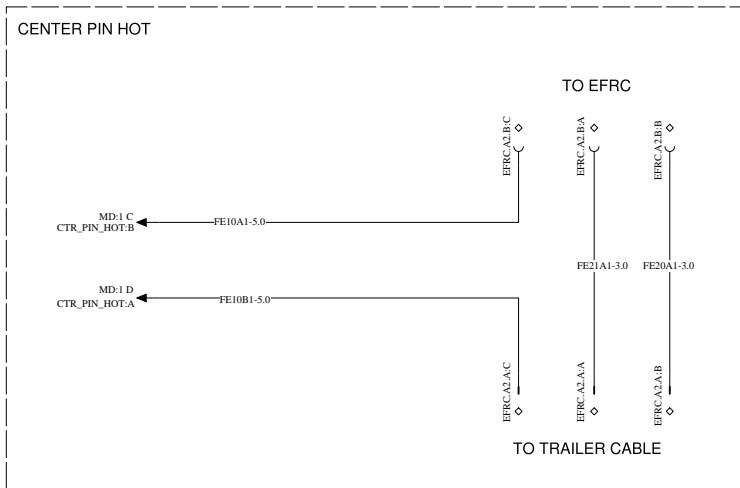 CENTER PIN HOT
TO EFRC
EFRC.A2.B:C
EFRC.A2.B:A
EFRC.A2.B:B
MD:1 C
CTR_PIN_HOT:B
FE10A1-5.0
FE21A1-3.0
FE20A1-3.0
MD:1 D
CTR_PIN_HOT:A
FE10B1-5.0
EFRC.A2.A:C
EFRC.A2.A:A
EFRC.A2.A:B
TO TRAILER CABLE